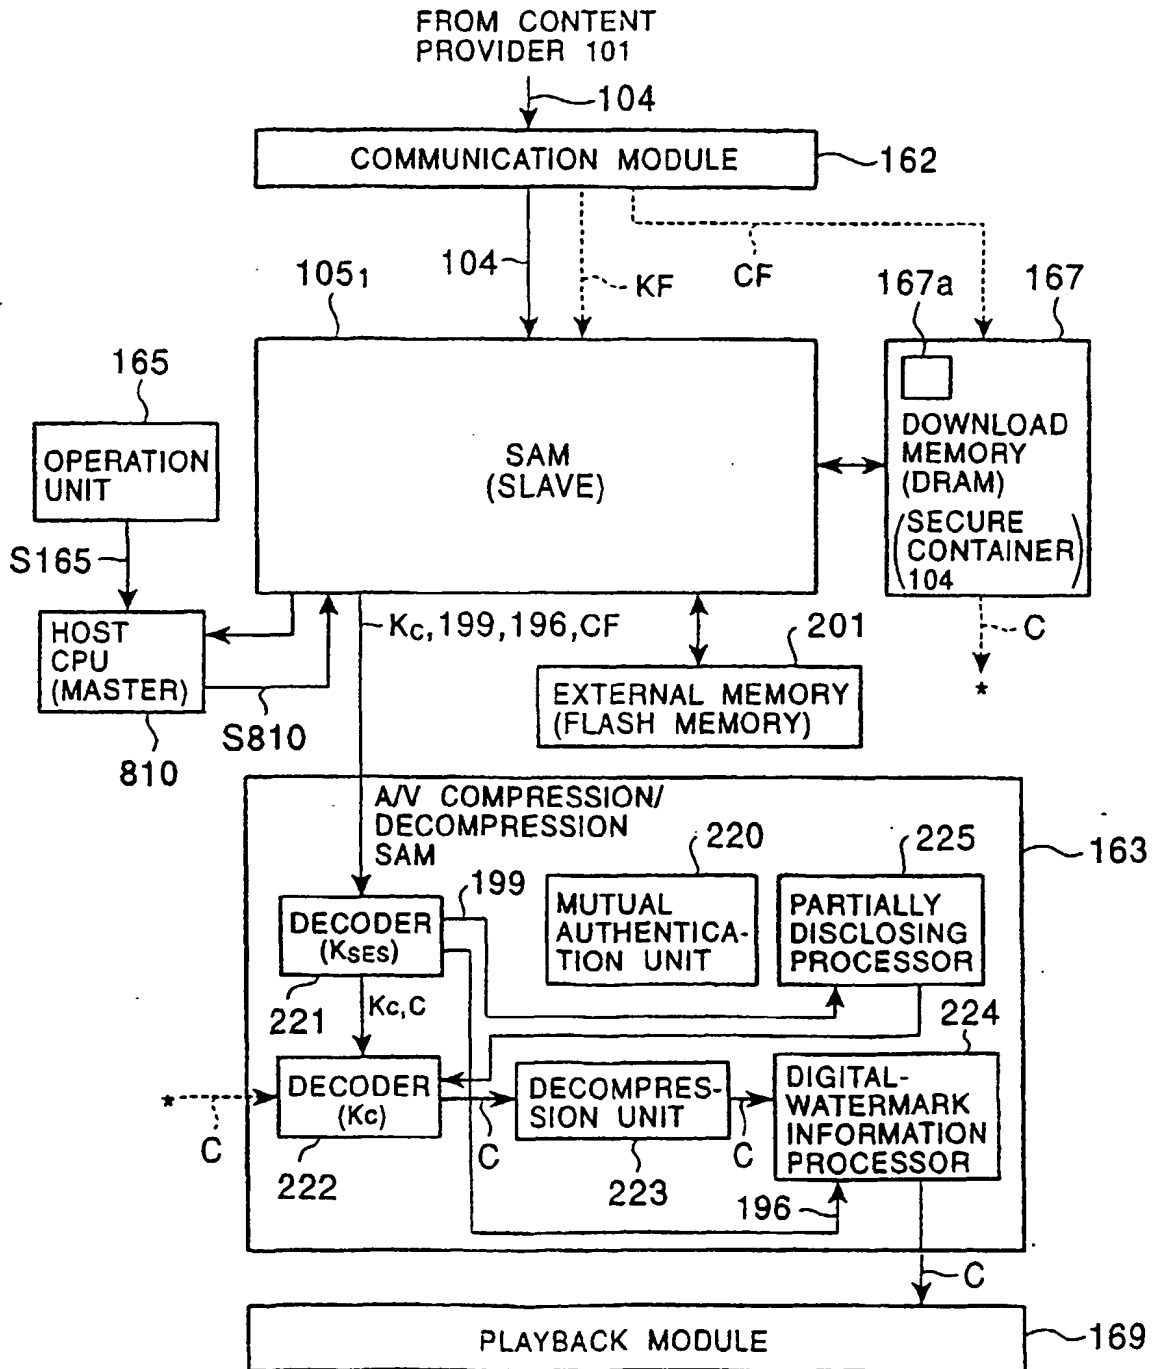 FROM CONTENT
PROVIDER 101
104
COMMUNICATION MODULE
162
104
KF
CF
105₁
167a
167
165
OPERATION
UNIT
SAM
(SLAVE)
DOWNLOAD
MEMORY
(DRAM)
(SECURE
CONTAINER
104)
S165
HOST
CPU
(MASTER)
Kc, 199, 196, CF
201
C
*
EXTERNAL MEMORY
(FLASH MEMORY)
S810
810
A/V COMPRESSION/
DECOMPRESSION
SAM
220
225
163
199
DECODER
(KSES)
MUTUAL
AUTHENTICA-
TION UNIT
PARTIALLY
DISCLOSING
PROCESSOR
221
Kc, C
224
DECODER
(Kc)
DECOMPRES-
SION UNIT
DIGITAL-
WATERMARK
INFORMATION
PROCESSOR
*
C
C
C
222
223
196
C
PLAYBACK MODULE
169